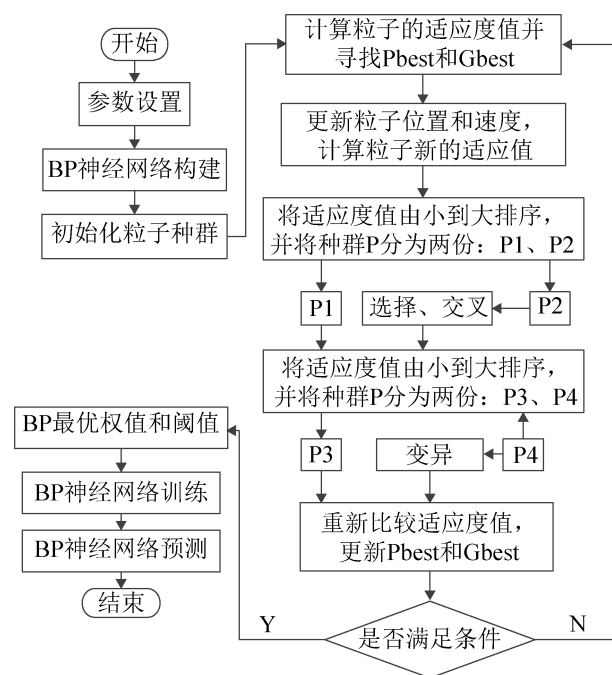 开始
参数设置
BP神经网络构建
初始化粒子种群
计算粒子的适应度值并
寻找Pbest和Gbest
更新粒子位置和速度，
计算粒子新的适应值
将适应度值由小到大排序，
并将种群P分为两份：P1、P2
P1
选择、交叉
P2
将适应度值由小到大排序，
并将种群P分为两份：P3、P4
P3
变异
P4
重新比较适应度值，
更新Pbest和Gbest
是否满足条件
Y
N
BP最优权值和阈值
BP神经网络训练
BP神经网络预测
结束